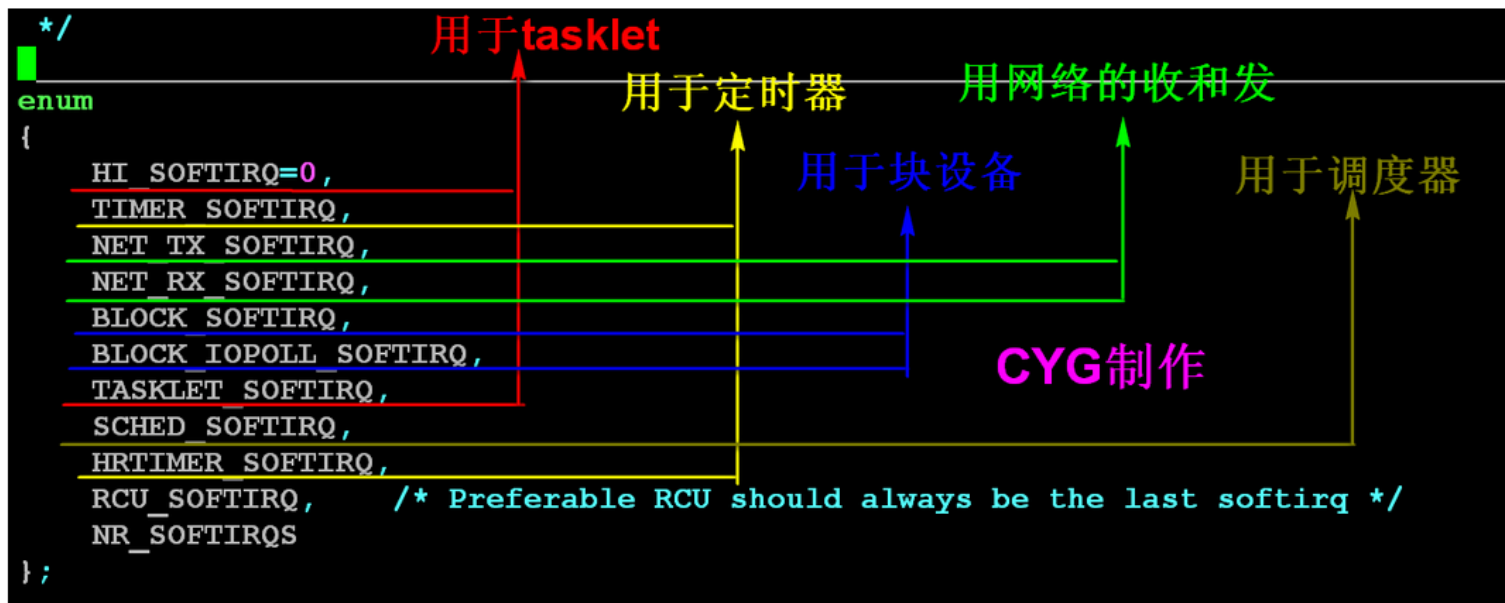 */
用于tasklet
用于定时器
用网络的收和发
enum
{
用于块设备
用于调度器
HI_SOFTIRQ=0,
TIMER_SOFTIRQ,
NET_TX_SOFTIRQ,
NET_RX_SOFTIRQ,
BLOCK_SOFTIRQ,
BLOCK_IOPOLL_SOFTIRQ,
CYG制作
TASKLET_SOFTIRQ,
SCHED_SOFTIRQ,
HRTIMER_SOFTIRQ,
RCU_SOFTIRQ, /* Preferable RCU should always be the last softirq */
NR_SOFTIRQS
};